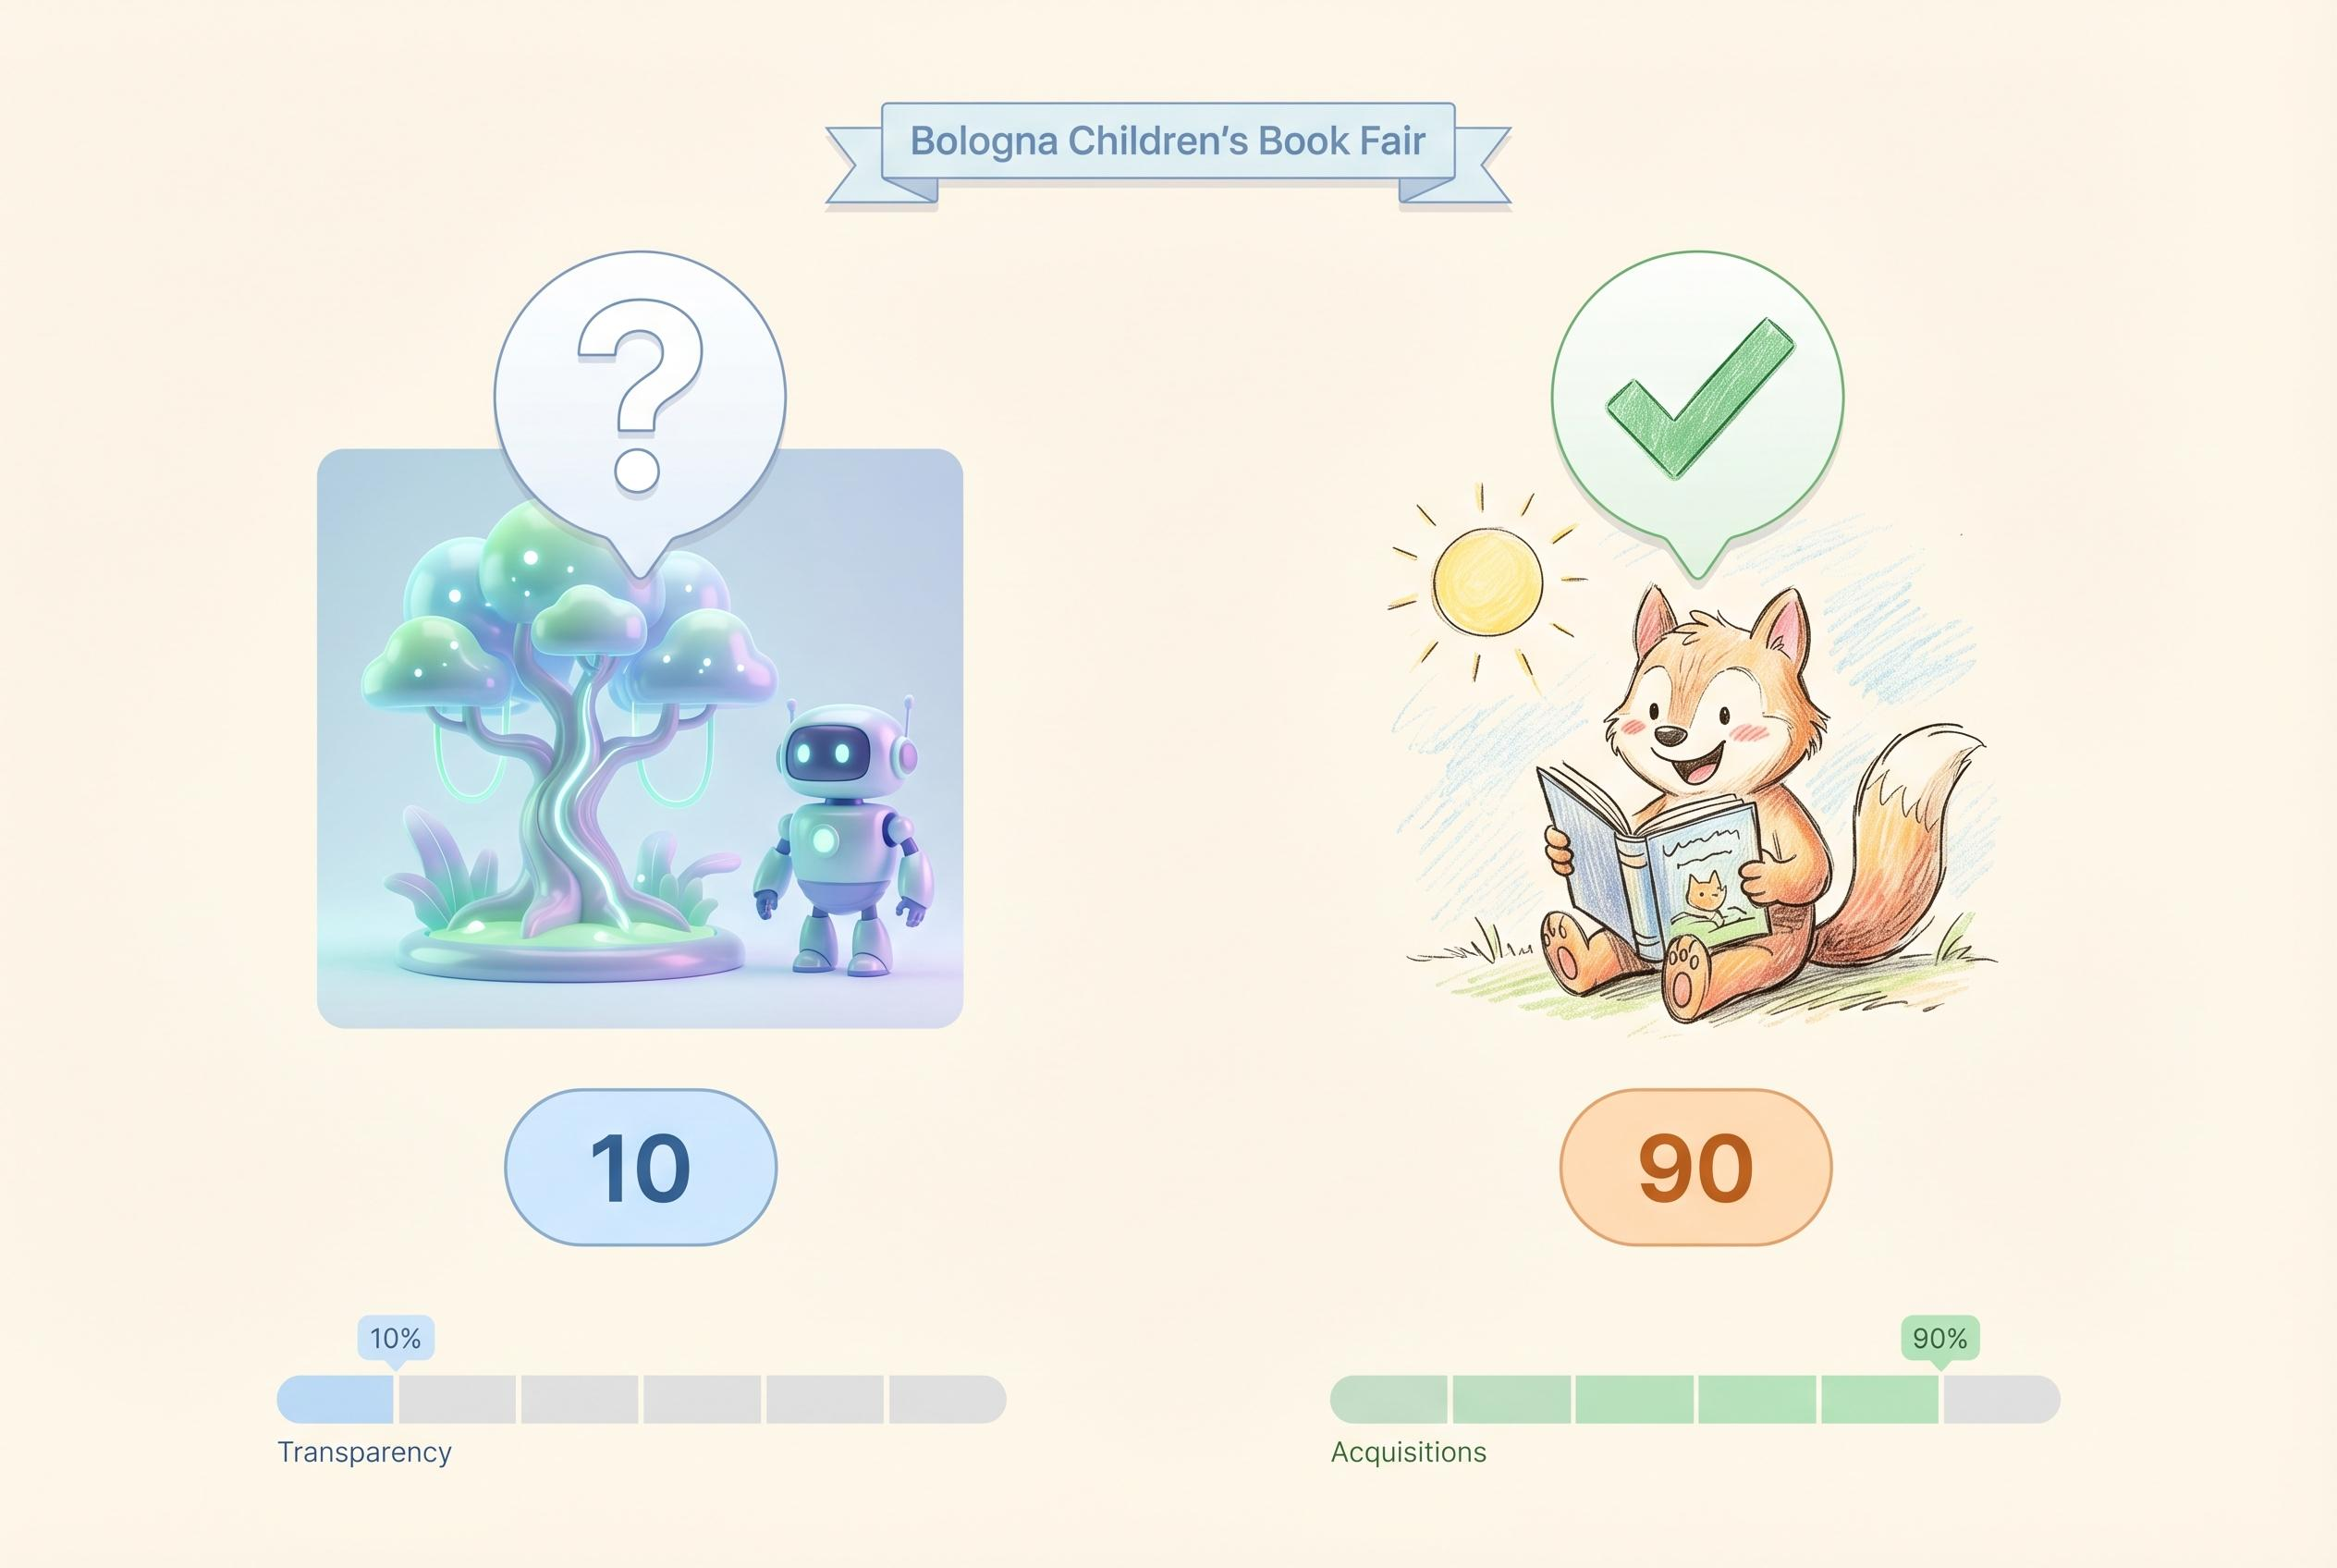 Bologna Children’s Book Fair
?
10
90
10%
90%
Transparency
Acquisitions